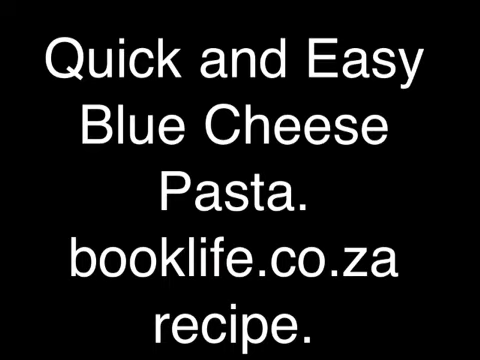 Quick and Easy
Blue Cheese
Pasta.
booklife.co.za
recipe.